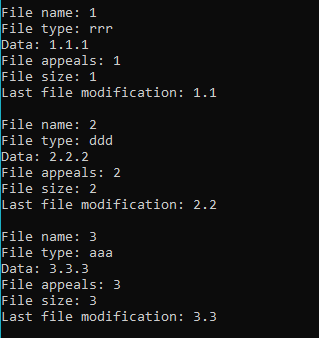 File name: 1
File type: rrr
Data: 1.1.1
File appeals: 1
File size: 1
Last file modification: 1.1
File name: 2
File type: ddd
Data: 2.2.2
File appeals: 2
File size: 2
Last file modification: 2.2
File name: 3
File type: aaa
Data: 3.3.3
File appeals: 3
File size: 3
Last file modification: 3.3